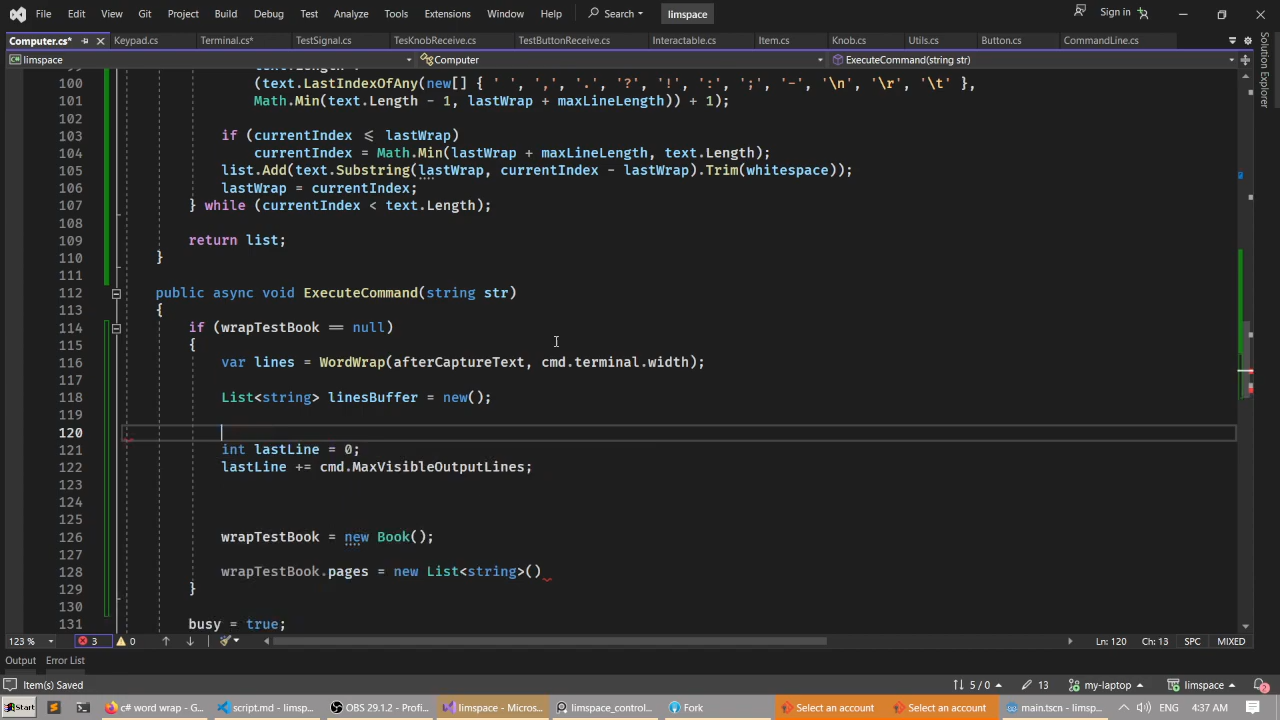 File Edit View Git Project Build Debug Test Analyze Tools Extensions Window Help Search limspace Sign in
Computer.cs* Keypad.cs Terminal.cs* TestSignal.cs TesKnobReceive.cs TestButtonReceive.cs Interactable.cs Item.cs Knob.cs Utils.cs Button.cs CommandLine.cs
limspace Computer ExecuteCommand(string str)
Solution Explorer
100 (text.LastIndexOfAny(new[] { ' ', ',', '.', '?', '!', ':', ';', '-', '\n', '\r', '\t' },
101 Math.Min(text.Length - 1, lastWrap + maxLineLength)) + 1);
102
103 if (currentIndex ≤ lastWrap)
104 currentIndex = Math.Min(lastWrap + maxLineLength, text.Length);
105 list.Add(text.Substring(lastWrap, currentIndex - lastWrap).Trim(whitespace));
106 lastWrap = currentIndex;
107 } while (currentIndex < text.Length);
108
109 return list;
110 }
111
112 public async void ExecuteCommand(string str)
113 {
114 if (wrapTestBook == null)
115 {
116 var lines = WordWrap(afterCaptureText, cmd.terminal.width);
117
118 List<string> linesBuffer = new();
119
120
121 int lastLine = 0;
122 lastLine += cmd.MaxVisibleOutputLines;
123
124
125
126 wrapTestBook = new Book();
127
128 wrapTestBook.pages = new List<string>()
129 }
130
131 busy = true;
123 % 3 0 Ln: 120 Ch: 13 SPC MIXED
Output Error List
Item(s) Saved 5 / 0 13 my-laptop limspace 2
Start c# word wrap - G... script.md - limsp... OBS 29.1.2 - Profi... limspace - Micros... limspace_control... Fork Select an account Select an account main.tscn - limsp... ENG 4:37 AM